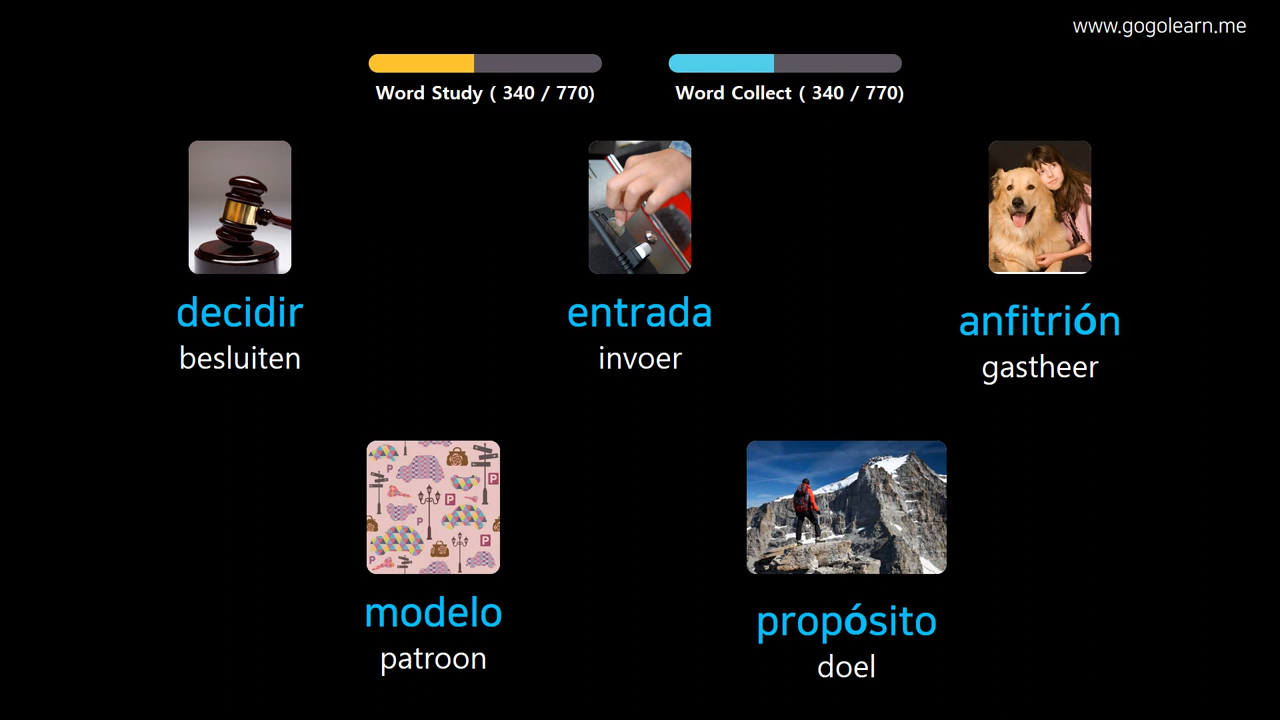 www.gogolearn.me
Word Study ( 340 / 770)
Word Collect ( 340 / 770)
decidir
besluiten
entrada
invoer
anfitrión
gastheer
modelo
patroon
propósito
doel